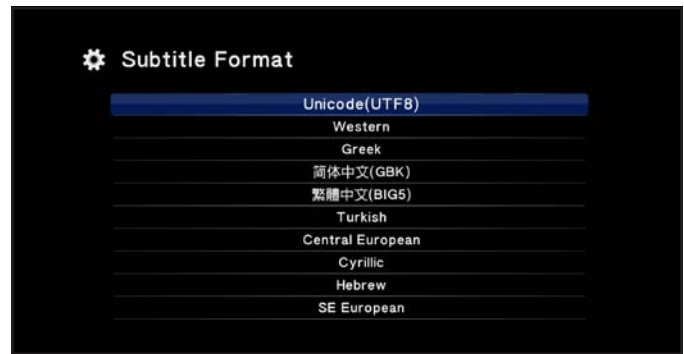 Subtitle Format
Unicode(UTF8)
Western
Greek
简体中文(GBK)
繁體中文(BIG5)
Turkish
Central European
Cyrillic
Hebrew
SE European